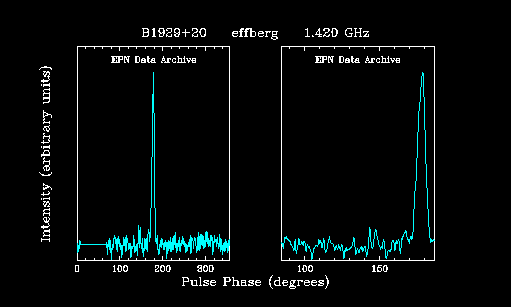 B1929+20 effberg 1.420 GHz
EPN Data Archive EPN Data Archive
Intensity (arbitrary units)
0 100 200 300 100 150
Pulse Phase (degrees)